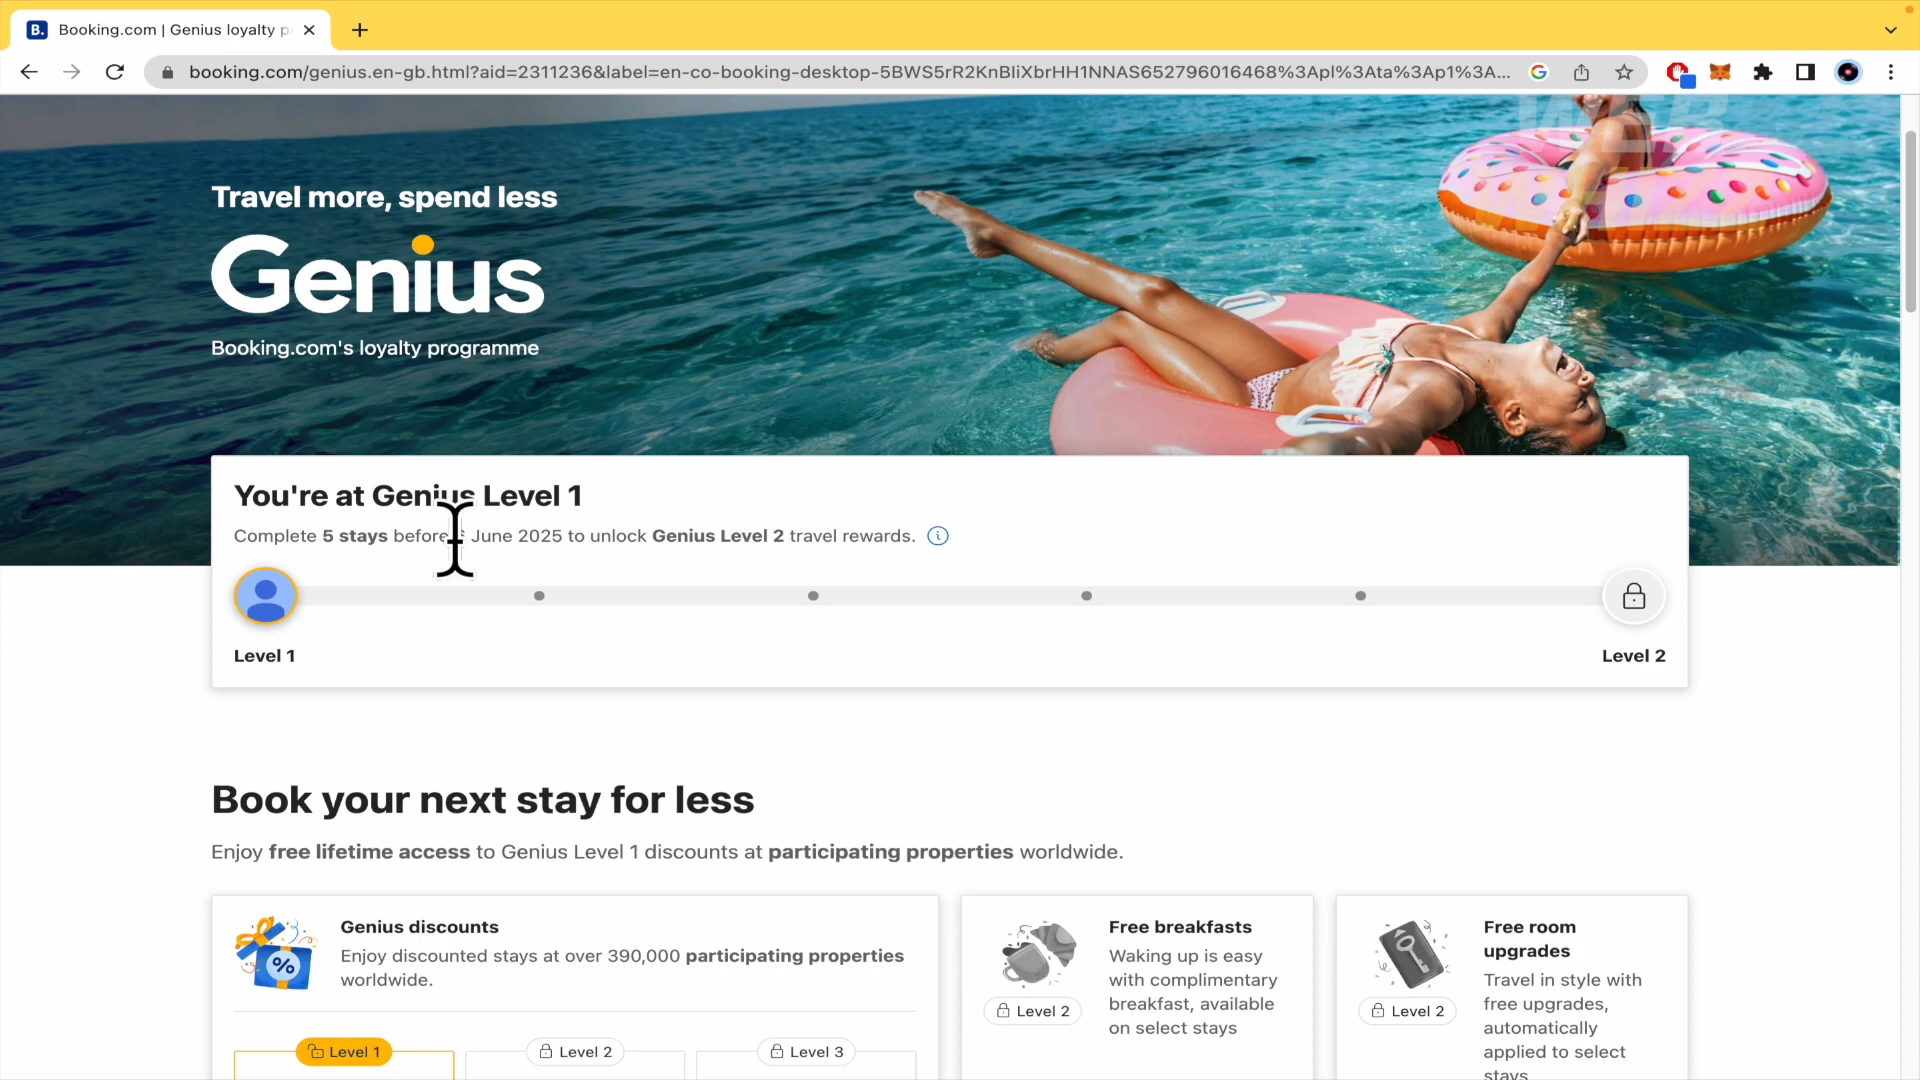 B. Booking.com | Genius loyalty p
booking.com/genius.en-gb.html?aid=2311236&label=en-co-booking-desktop-5BWS5rR2KnBliXbrHH1NNAS652796016468%3Apl%3Ata%3Ap1%3A...
WEB
Travel more, spend less
Genius
Booking.com's loyalty programme
You're at Genius Level 1
Complete 5 stays before June 2025 to unlock Genius Level 2 travel rewards.
Level 1
Level 2
Book your next stay for less
Enjoy free lifetime access to Genius Level 1 discounts at participating properties worldwide.
Genius discounts
Enjoy discounted stays at over 390,000 participating properties
worldwide.
Level 1
Level 2
Level 3
Free breakfasts
Waking up is easy
with complimentary
breakfast, available
on select stays
Level 2
Free room
upgrades
Travel in style with
free upgrades,
automatically
applied to select
stays
Level 2